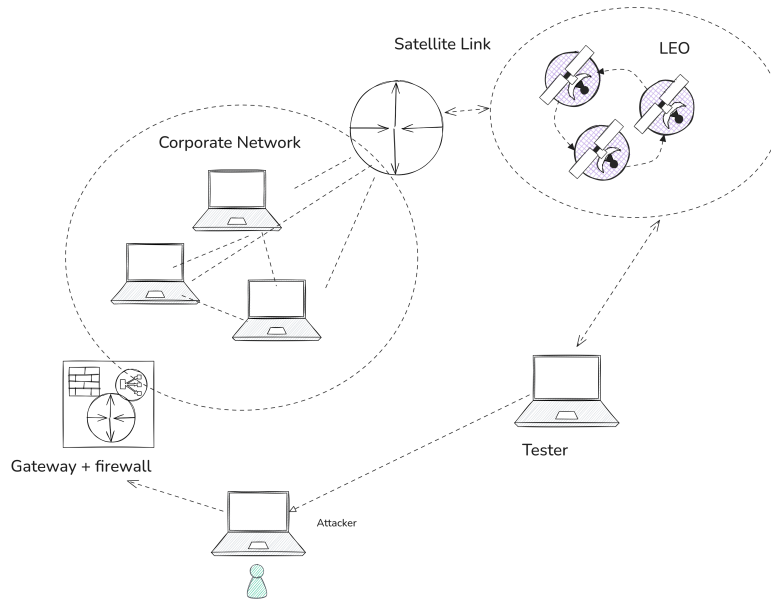 Satellite Link
LEO
Corporate Network
Gateway + firewall
Tester
Attacker